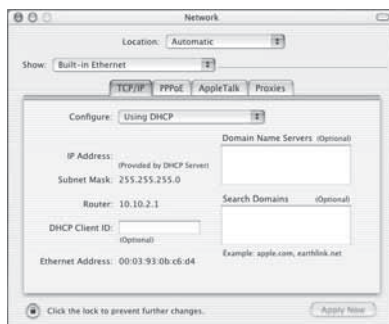 Network
Location: Automatic
Show: Built-in Ethernet
TCP/IP PPPoE AppleTalk Proxies
Configure: Using DHCP
Domain Name Servers (Optional)
IP Address:
(Provided by DHCP Server)
Subnet Mask: 255.255.255.0
Router: 10.10.2.1
Search Domains (Optional)
DHCP Client ID:
(Optional)
Example: apple.com, earthlink.net
Ethernet Address: 00:03:93:0b:c6:d4
Click the lock to prevent further changes.
Apply Now